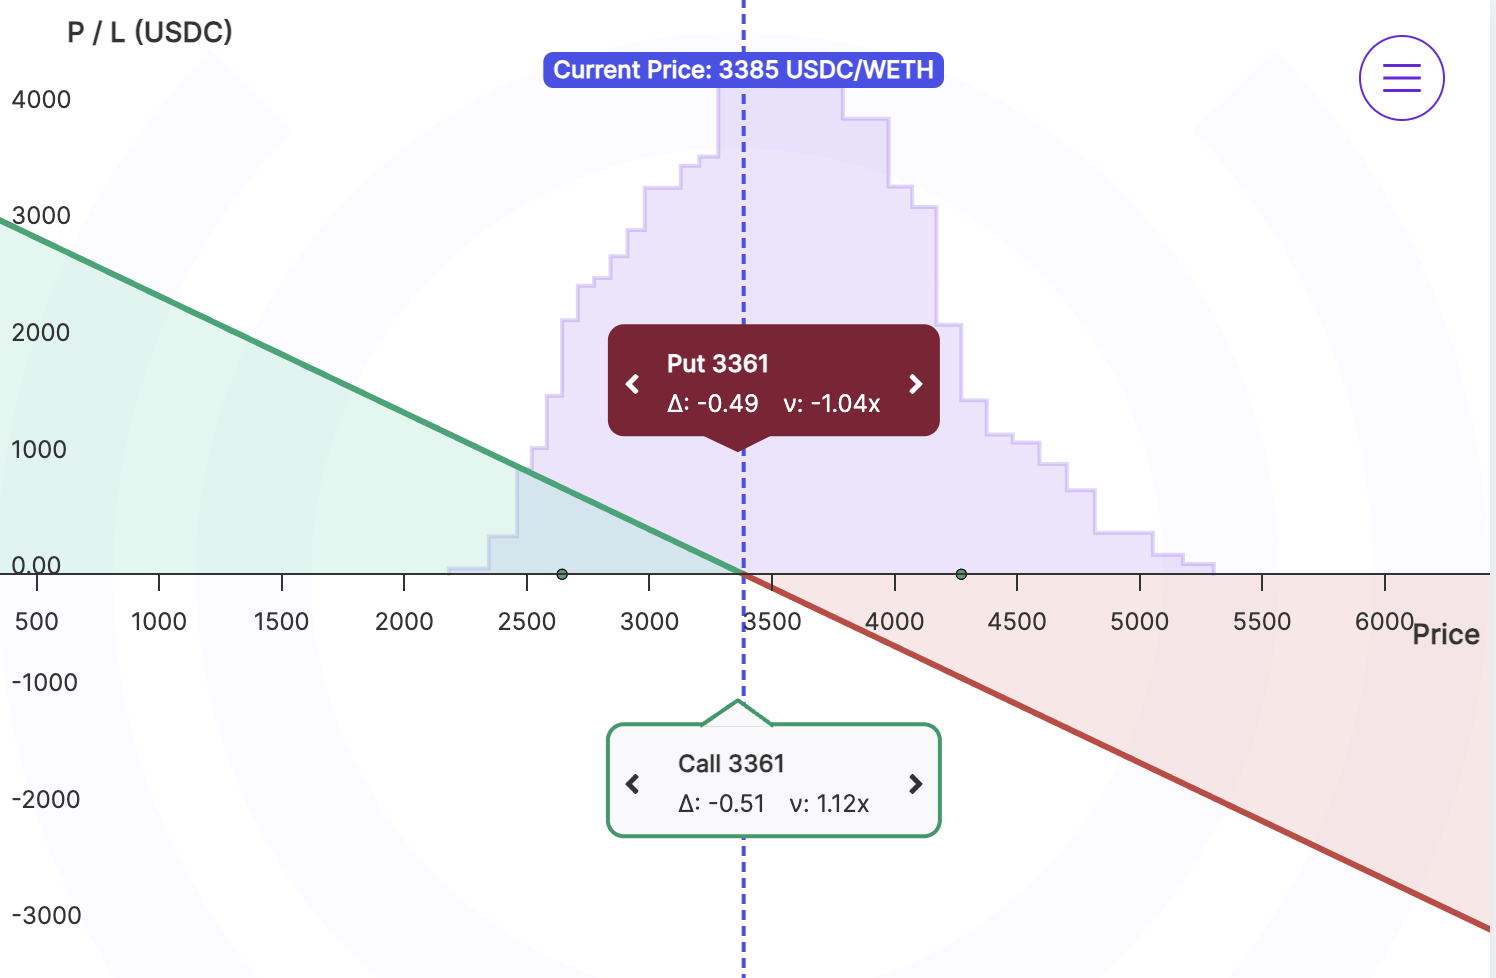 P / L (USDC)
Current Price: 3385 USDC/WETH
4000
3000
2000
1000
0.00
Put 3361
Δ: -0.49 ν: -1.04x
500 1000 1500 2000 2500 3000 3500 4000 4500 5000 5500 6000
Price
-1000
Call 3361
Δ: -0.51 ν: 1.12x
-2000
-3000